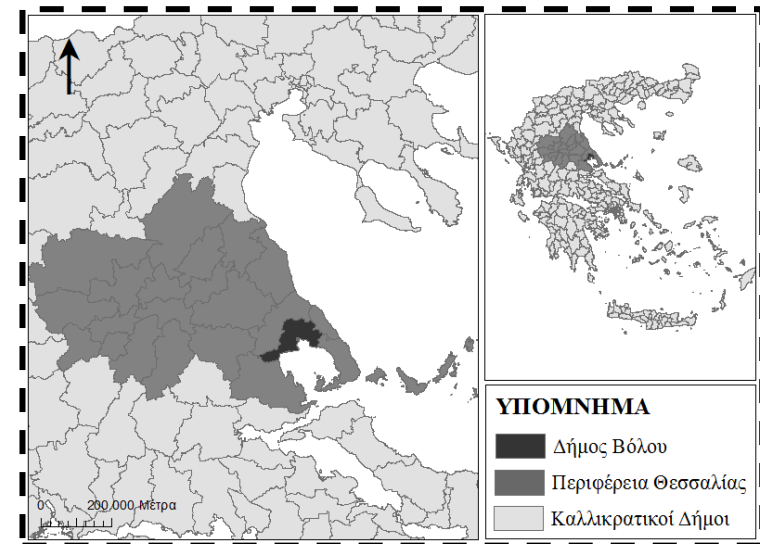 0 200.000 Μέτρα
ΥΠΟΜΝΗΜΑ
Δήμος Βόλου
Περιφέρεια Θεσσαλίας
Καλλικρατικοί Δήμοι